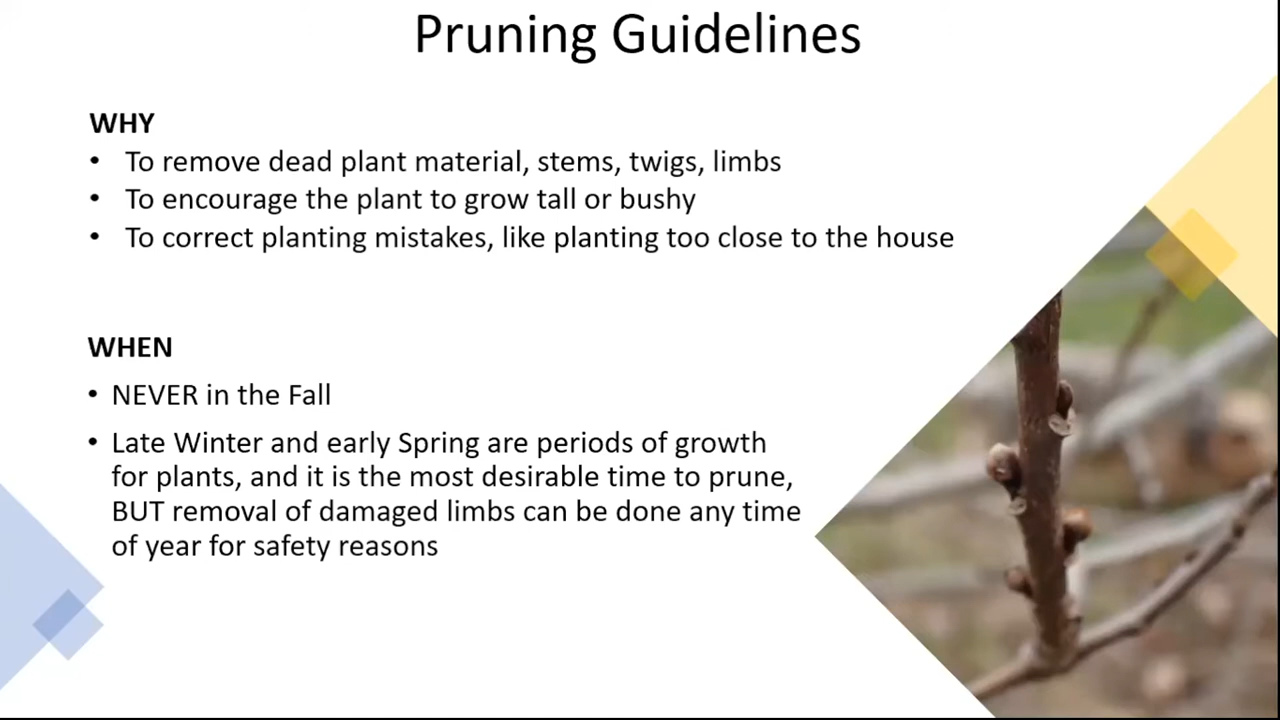 Pruning Guidelines
WHY
• To remove dead plant material, stems, twigs, limbs
• To encourage the plant to grow tall or bushy
• To correct planting mistakes, like planting too close to the house
WHEN
• NEVER in the Fall
• Late Winter and early Spring are periods of growth
for plants, and it is the most desirable time to prune,
BUT removal of damaged limbs can be done any time
of year for safety reasons